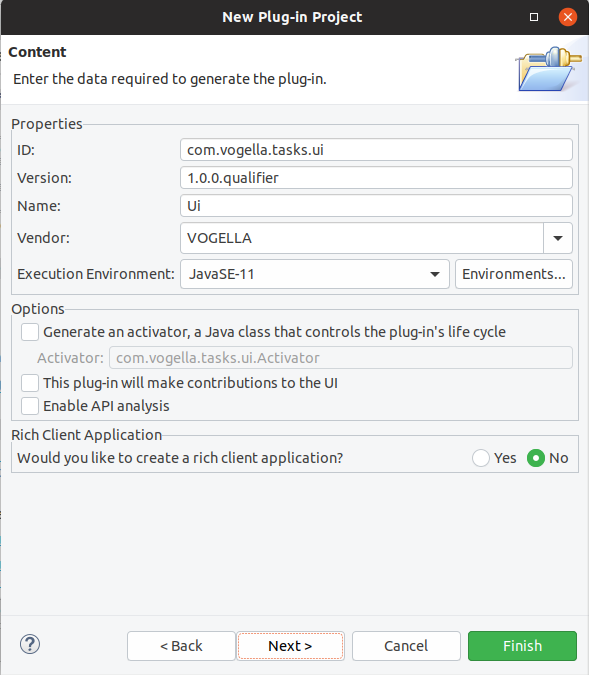 New Plug-in Project
Content
Enter the data required to generate the plug-in.
Properties
ID: com.vogella.tasks.ui
Version: 1.0.0.qualifier
Name: Ui
Vendor: VOGELLA
Execution Environment: JavaSE-11 Environments...
Options
Generate an activator, a Java class that controls the plug-in's life cycle
Activator: com.vogella.tasks.ui.Activator
This plug-in will make contributions to the UI
Enable API analysis
Rich Client Application
Would you like to create a rich client application? Yes No
? < Back Next > Cancel Finish